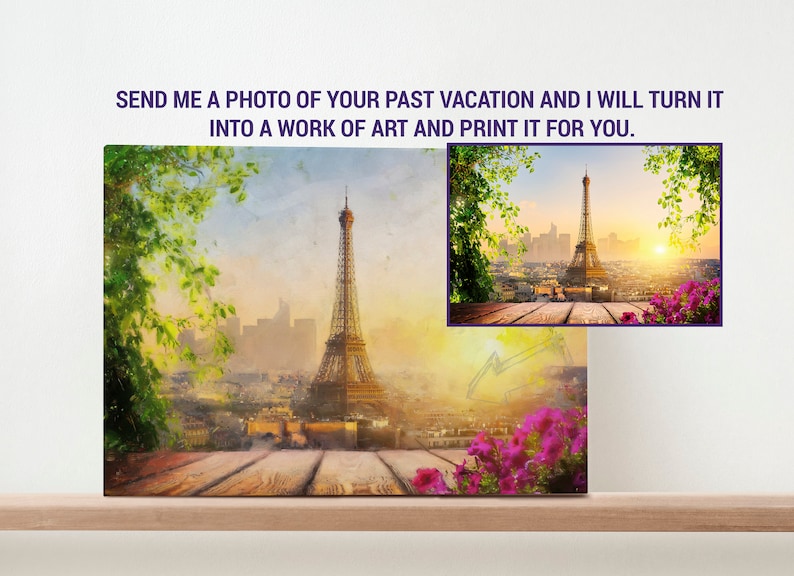 SEND ME A PHOTO OF YOUR PAST VACATION AND I WILL TURN IT
INTO A WORK OF ART AND PRINT IT FOR YOU.